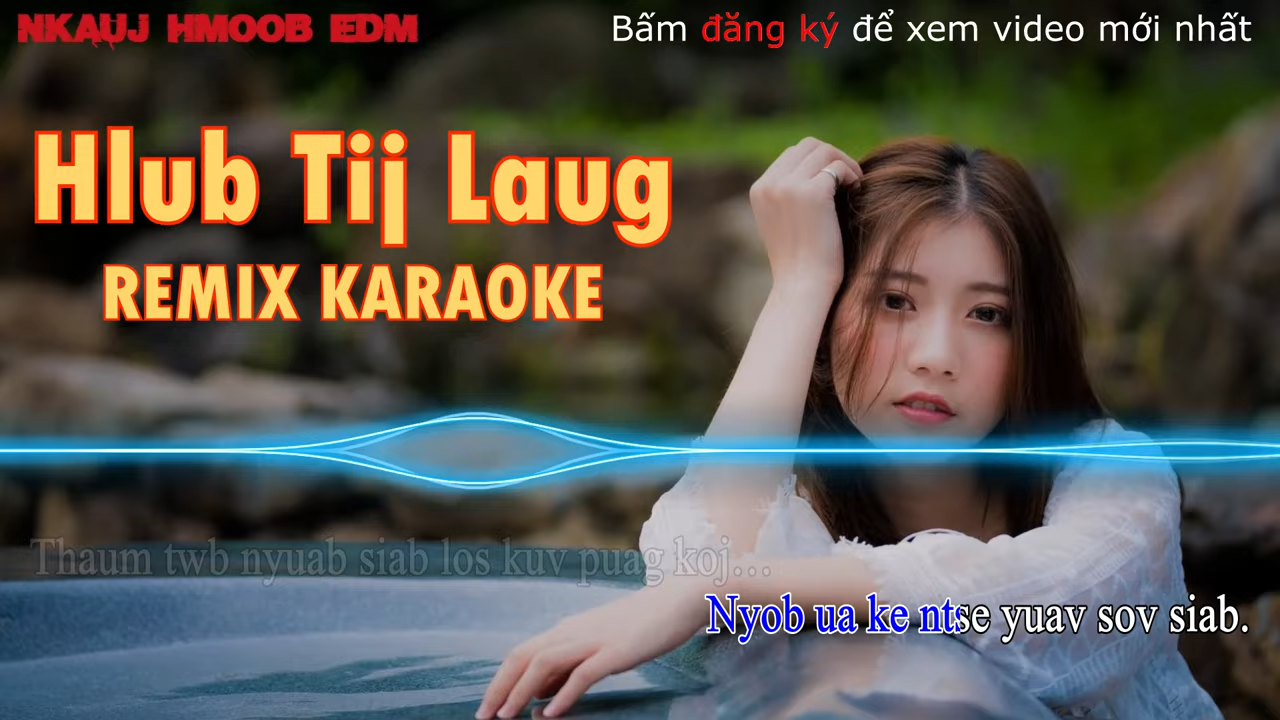 NKAUJ HMOOB EDM
Bấm đăng ký để xem video mới nhất
Hlub Tij Laug
REMIX KARAOKE
Thaum twb nyuab siab los kuv puag koj...
Nyob ua ke ntse yuav sov siab.